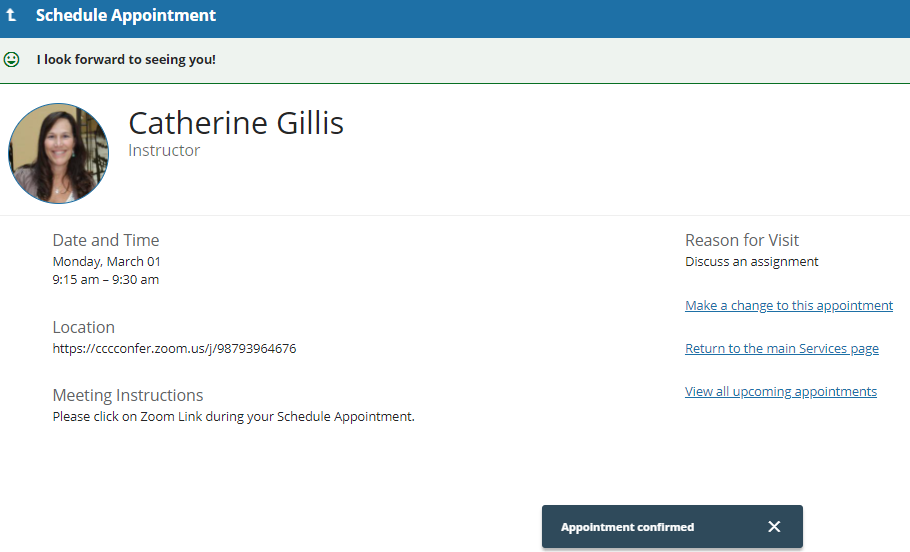 Schedule Appointment
I look forward to seeing you!
Catherine Gillis
Instructor
Date and Time
Monday, March 01
9:15 am – 9:30 am
Location
https://cccconfer.zoom.us/j/98793964676
Meeting Instructions
Please click on Zoom Link during your Schedule Appointment.
Reason for Visit
Discuss an assignment
Make a change to this appointment
Return to the main Services page
View all upcoming appointments
Appointment confirmed